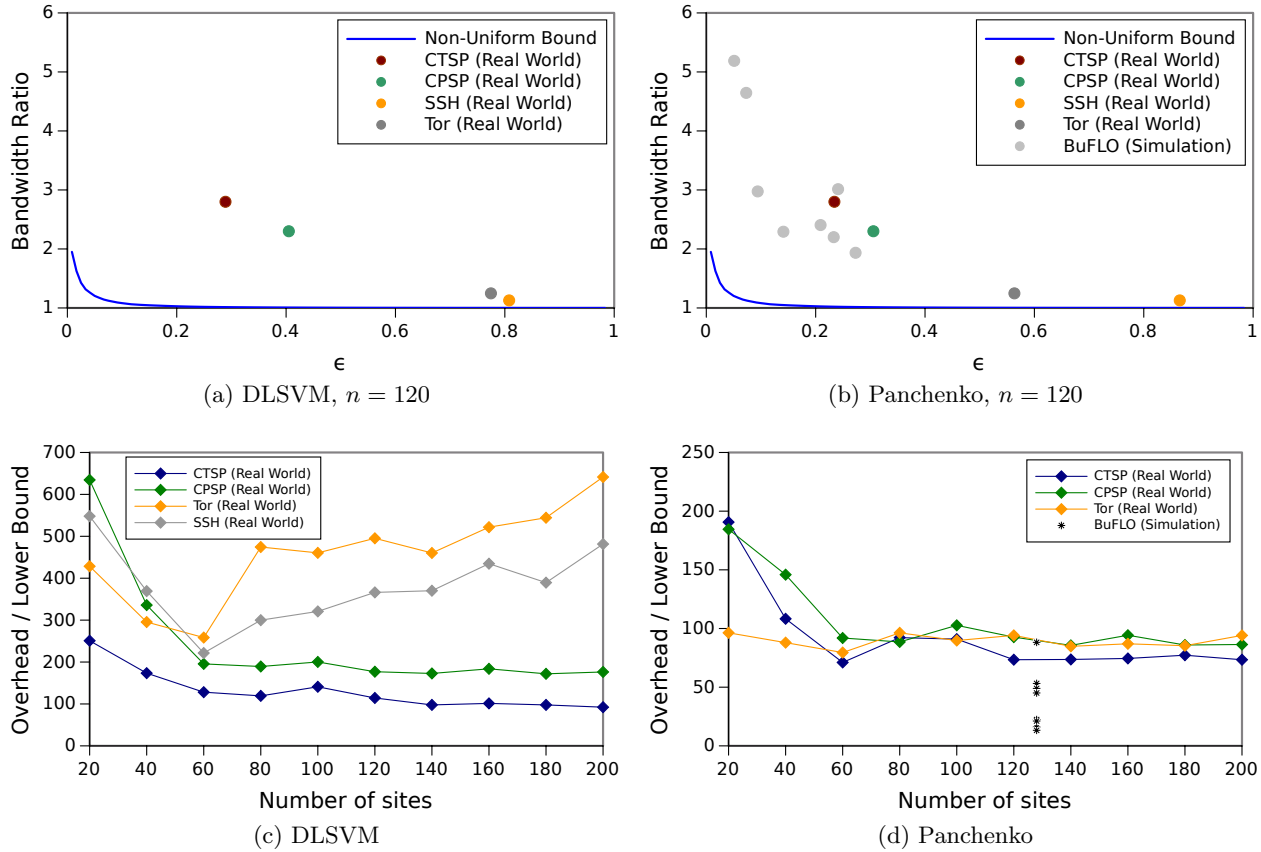 6
5
4
3
2
1
Bandwidth Ratio
Non-Uniform Bound
CTSP (Real World)
CPSP (Real World)
SSH (Real World)
Tor (Real World)
0 0.2 0.4 0.6 0.8 1
ϵ
(a) DLSVM, n = 120
6
5
4
3
2
1
Bandwidth Ratio
Non-Uniform Bound
CTSP (Real World)
CPSP (Real World)
SSH (Real World)
Tor (Real World)
BuFLO (Simulation)
0 0.2 0.4 0.6 0.8 1
ϵ
(b) Panchenko, n = 120
700
600
500
400
300
200
100
0
Overhead / Lower Bound
CTSP (Real World)
CPSP (Real World)
Tor (Real World)
SSH (Real World)
20 40 60 80 100 120 140 160 180 200
Number of sites
(c) DLSVM
250
200
150
100
50
0
Overhead / Lower Bound
CTSP (Real World)
CPSP (Real World)
Tor (Real World)
BuFLO (Simulation)
20 40 60 80 100 120 140 160 180 200
Number of sites
(d) Panchenko